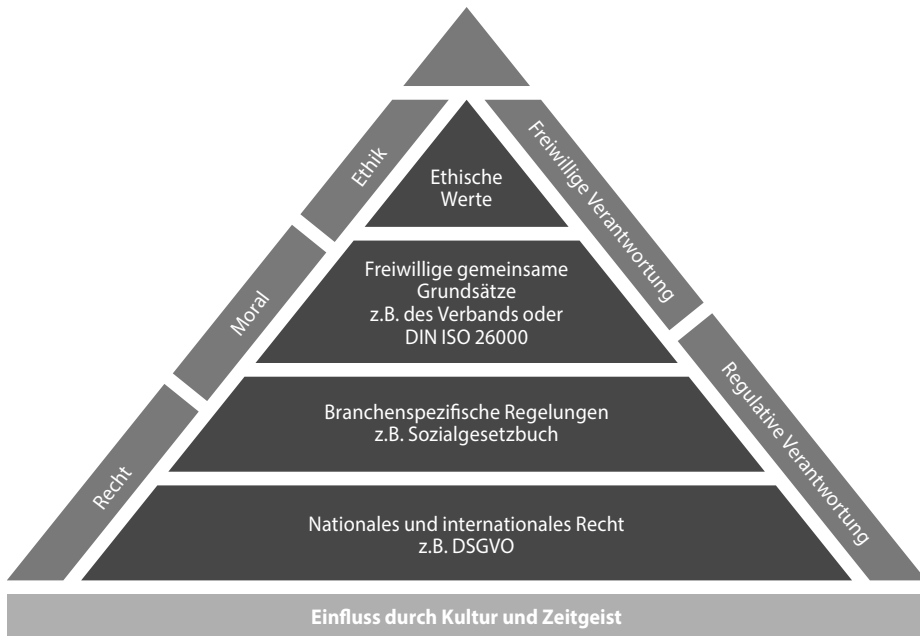 Ethik
Freiwillige Verantwortung
Ethische
Werte
Moral
Freiwillige gemeinsame
Grundsätze
z.B. des Verbands oder
DIN ISO 26000
Regulative Verantwortung
Recht
Branchenspezifische Regelungen
z.B. Sozialgesetzbuch
Nationales und internationales Recht
z.B. DSGVO
Einfluss durch Kultur und Zeitgeist